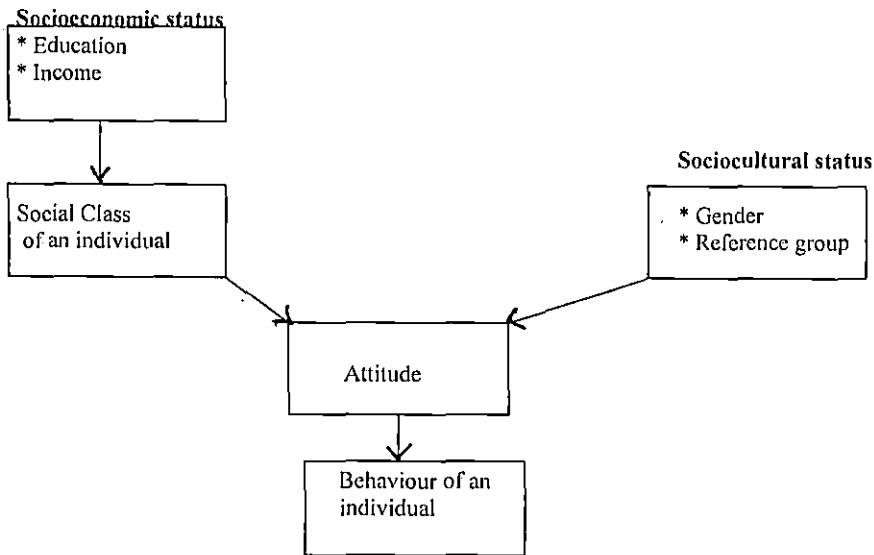 Socioeconomic status
* Education
* Income
Social Class
of an individual
Sociocultural status
* Gender
* Reference group
Attitude
Behaviour of an
individual